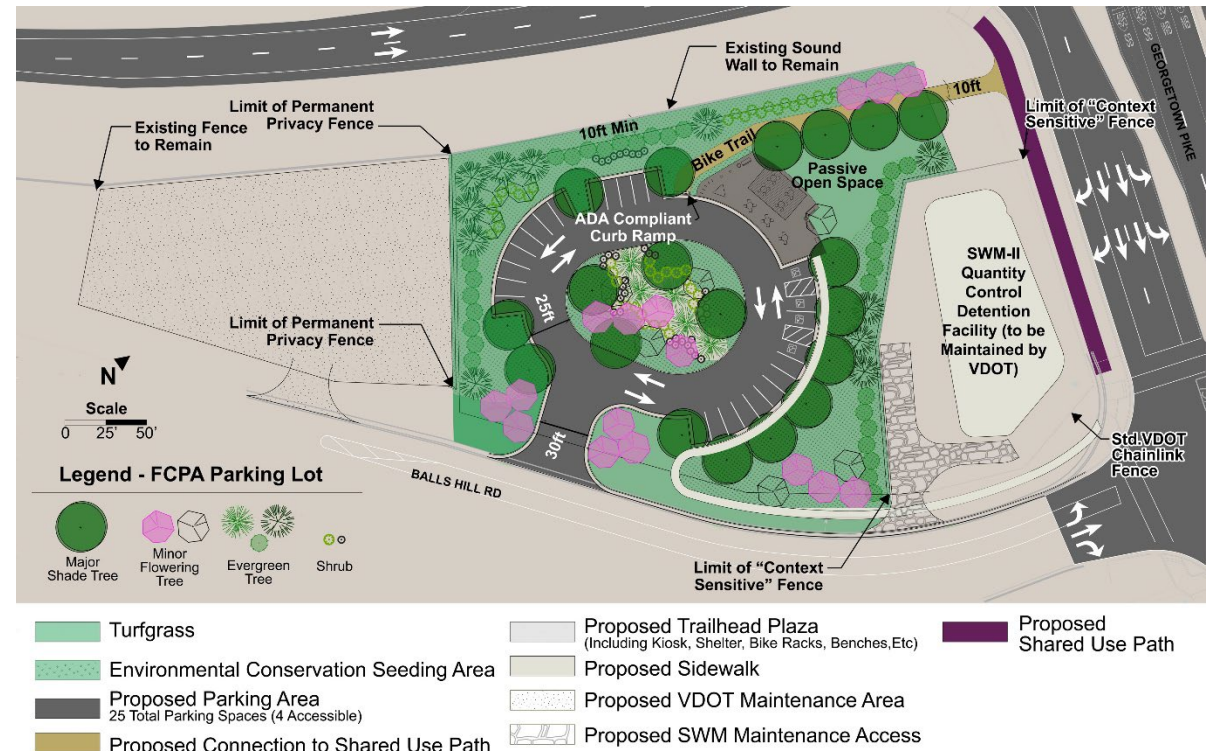 Existing Sound
Wall to Remain
GEORGETOWN PIKE
Limit of Permanent
Privacy Fence
10ft
Limit of “Context
Sensitive” Fence
Existing Fence
to Remain
10ft Min
Bike Trail
Passive
Open Space
ADA Compliant
Curb Ramp
SWM-II
Quantity
Control
Detention
Facility (to be
Maintained by
VDOT)
25ft
Limit of Permanent
Privacy Fence
N
Scale
0 25' 50'
30ft
Std.VDOT
Chainlink
Fence
BALLS HILL RD
Legend - FCPA Parking Lot
Major
Shade Tree
Minor
Flowering
Tree
Evergreen
Tree
Shrub
Limit of “Context
Sensitive” Fence
Turfgrass
Environmental Conservation Seeding Area
Proposed Parking Area
25 Total Parking Spaces (4 Accessible)
Proposed Connection to Shared Use Path
Proposed Trailhead Plaza
(Including Kiosk, Shelter, Bike Racks, Benches,Etc)
Proposed Sidewalk
Proposed VDOT Maintenance Area
Proposed SWM Maintenance Access
Proposed
Shared Use Path